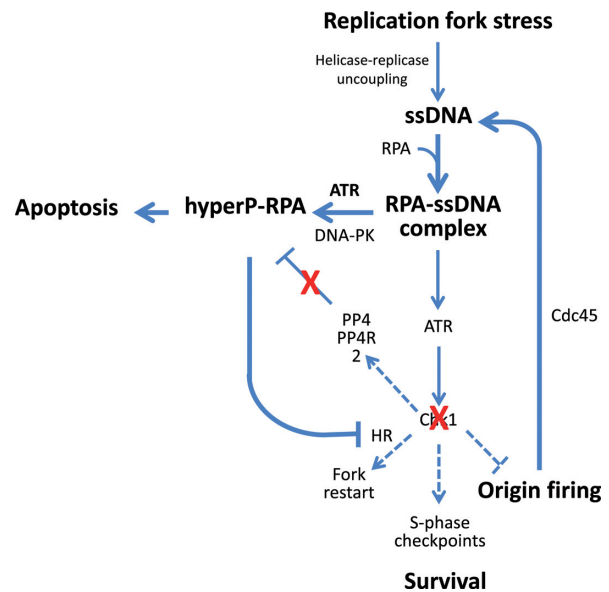 Replication fork stress
Helicase-replicase
uncoupling
ssDNA
RPA
Apoptosis
hyperP-RPA
ATR
DNA-PK
RPA-ssDNA
complex
X
PP4
PP4R
2
ATR
Cdc45
Chk1
X
HR
Fork
restart
Origin firing
S-phase
checkpoints
Survival